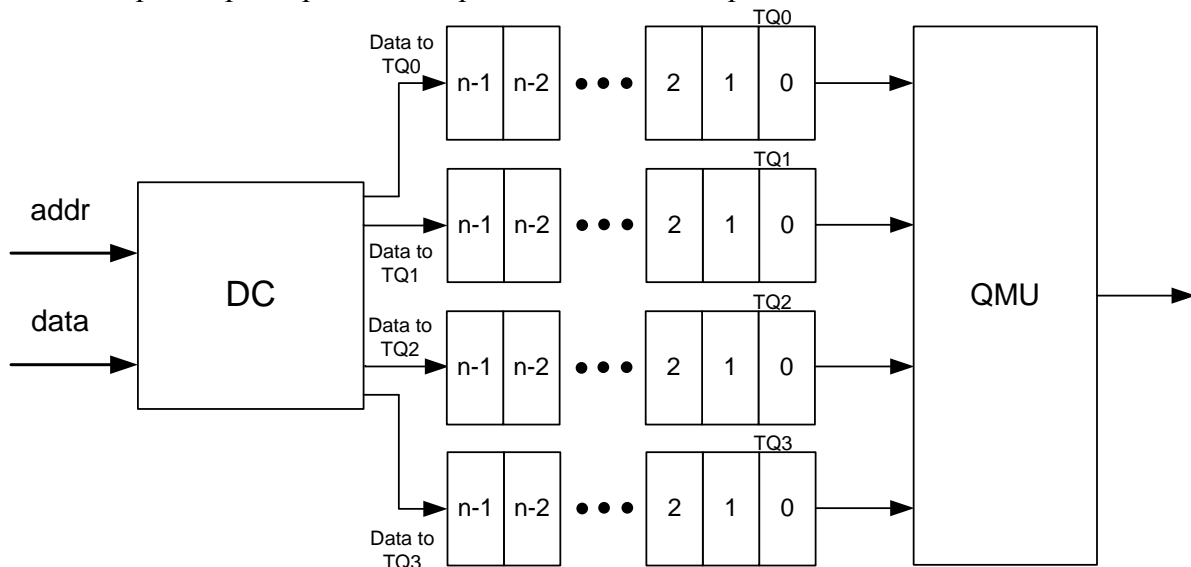 TQ0
Data to
TQ0
n-1 n-2 2 1 0
TQ1
n-1 n-2 2 1 0
Data to
TQ1
addr
data
DC
QMU
TQ2
Data to
TQ2
n-1 n-2 2 1 0
TQ3
n-1 n-2 2 1 0
Data to
TQ3